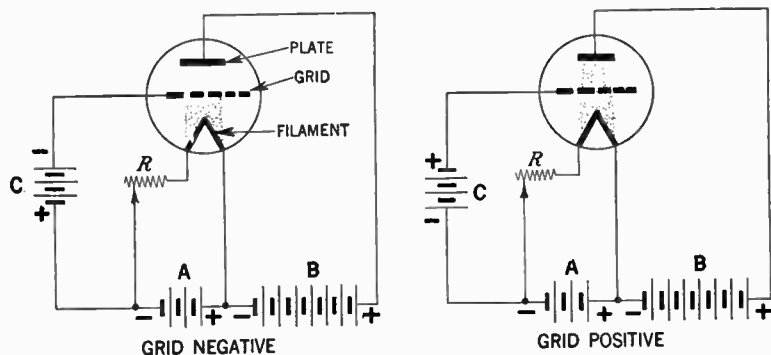 PLATE
GRID
FILAMENT
-
R
C
+
A
B
- + +
GRID NEGATIVE
+
R
C
-
A
B
- + +
GRID POSITIVE